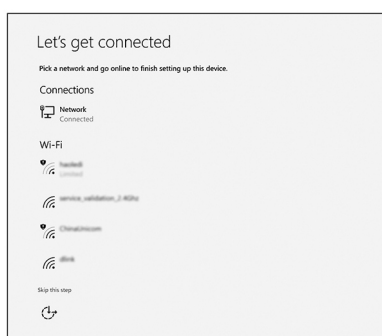 Let's get connected
Pick a network and go online to finish setting up this device.
Connections
Network
Connected
Wi-Fi
Limited
service_validation_2.4Ghz
ChinaUnicom
dlink
Skip this step